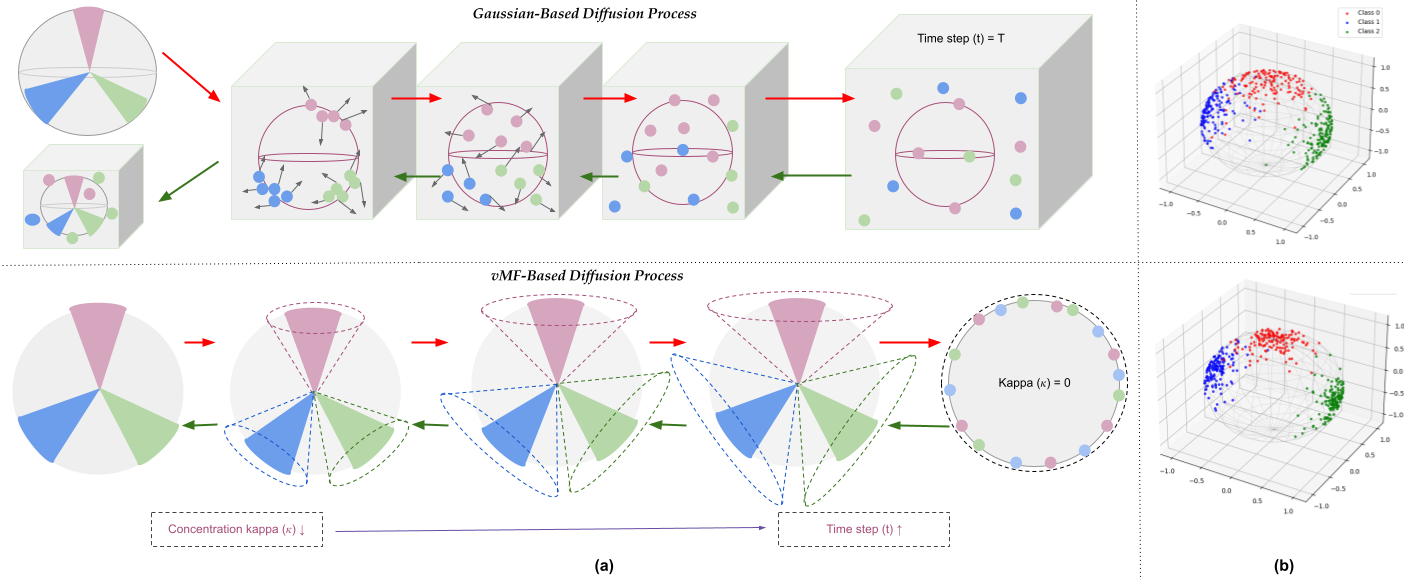 Gaussian-Based Diffusion Process
Time step (t) = T
vMF-Based Diffusion Process
Kappa (κ) = 0
Concentration kappa (κ) ↓
Time step (t) ↑
(a)
Class 0
Class 1
Class 2
1.0
0.5
0.0
−0.5
−1.0
−1.0
−0.5
0.0
0.5
1.0
−1.0
−0.5
0.0
0.5
1.0
1.0
0.5
0.0
−0.5
−1.0
−1.0
−0.5
0.0
0.5
1.0
−1.0
−0.5
0.0
0.5
1.0
(b)